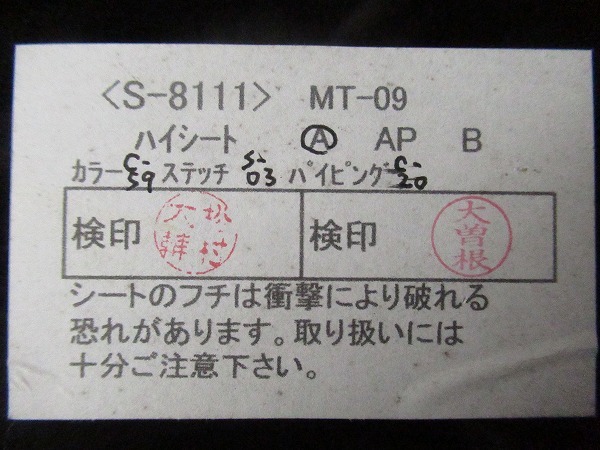 <S-8111> MT-09
ハイシート Ⓐ AP B
カラー C-59 ステッチ S-03 パイピング C-20
検印 検印 大曽根
シートのフチは衝撃により破れる
恐れがあります。取り扱いには
十分ご注意下さい。